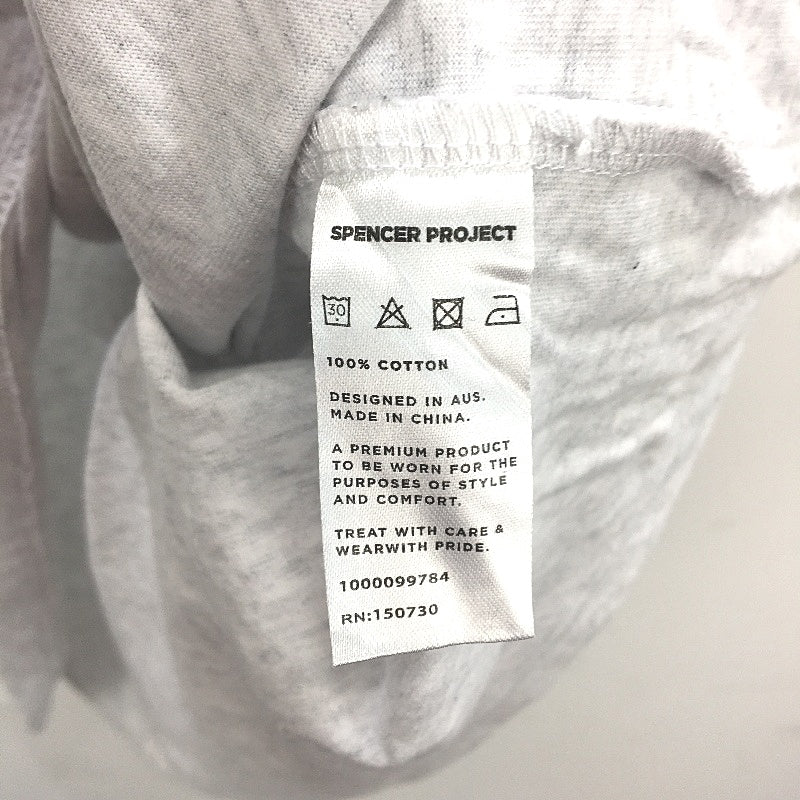 SPENCER PROJECT
30
100% COTTON
DESIGNED IN AUS.
MADE IN CHINA.
A PREMIUM PRODUCT
TO BE WORN FOR THE
PURPOSES OF STYLE
AND COMFORT.
TREAT WITH CARE &
WEARWITH PRIDE.
1000099784
RN:150730